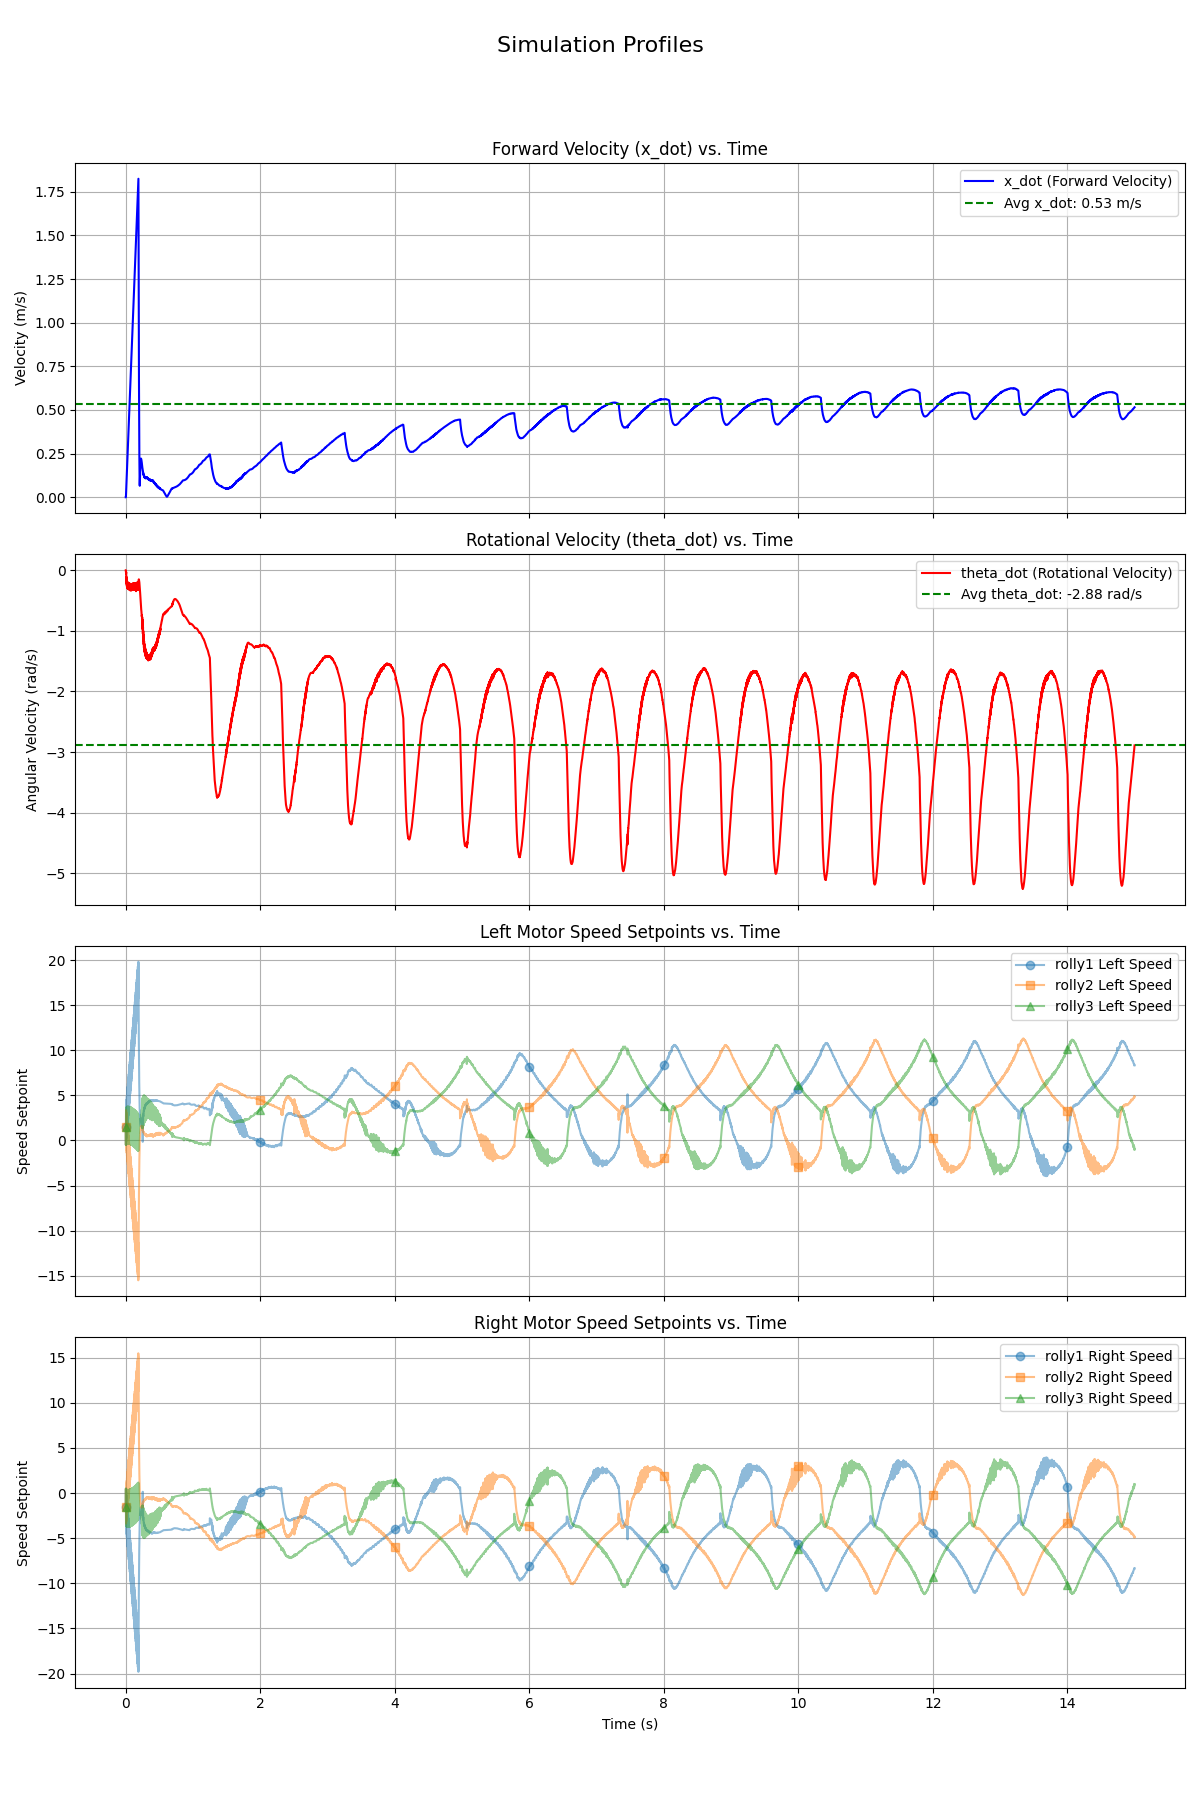 Simulation Profiles
Forward Velocity (x_dot) vs. Time
x_dot (Forward Velocity)
Avg x_dot: 0.53 m/s
Velocity (m/s)
1.75
1.50
1.25
1.00
0.75
0.50
0.25
0.00
Rotational Velocity (theta_dot) vs. Time
theta_dot (Rotational Velocity)
Avg theta_dot: -2.88 rad/s
Angular Velocity (rad/s)
0
−1
−2
−3
−4
−5
Left Motor Speed Setpoints vs. Time
rolly1 Left Speed
rolly2 Left Speed
rolly3 Left Speed
Speed Setpoint
20
15
10
5
0
−5
−10
−15
Right Motor Speed Setpoints vs. Time
rolly1 Right Speed
rolly2 Right Speed
rolly3 Right Speed
Speed Setpoint
15
10
5
0
−5
−10
−15
−20
0 2 4 6 8 10 12 14
Time (s)